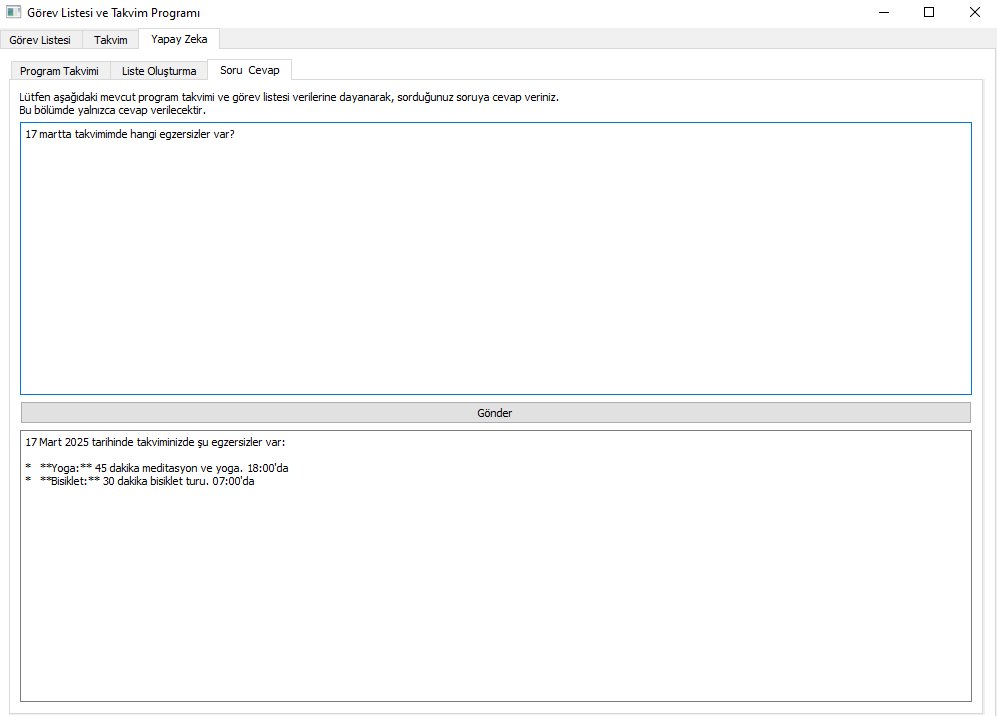 Görev Listesi ve Takvim Programı
Görev Listesi Takvim Yapay Zeka
Program Takvimi Liste Oluşturma Soru Cevap
Lütfen aşağıdaki mevcut program takvimi ve görev listesi verilerine dayanarak, sorduğunuz soruya cevap veriniz.
Bu bölümde yalnızca cevap verilecektir.
17 martta takvimimde hangi egzersizler var?
Gönder
17 Mart 2025 tarihinde takviminizde şu egzersizler var:
* **Yoga:** 45 dakika meditasyon ve yoga. 18:00'da
* **Bisiklet:** 30 dakika bisiklet turu. 07:00'da